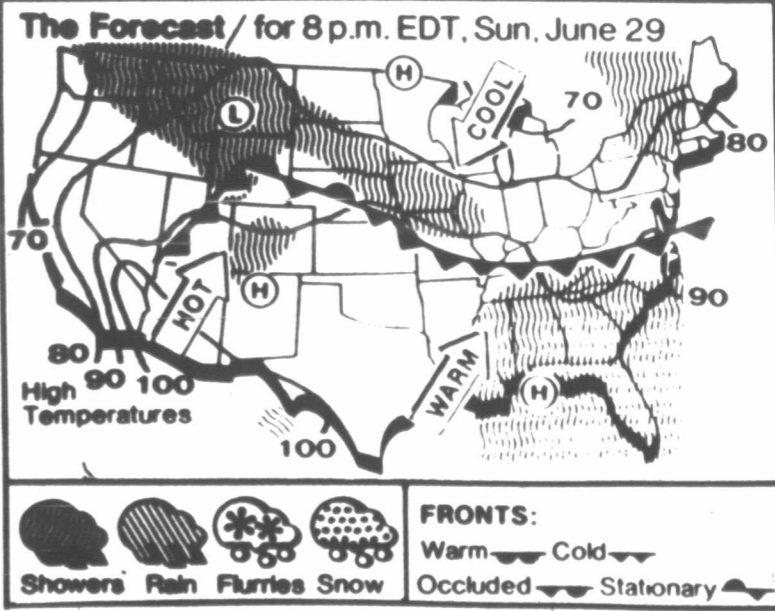 The Forecast / for 8 p.m. EDT, Sun, June 29
H
COOL
70
L
80
70
HOT
H
90
WARM
H
80
90
100
High
Temperatures
100
Showers Rain Flurries Snow
FRONTS:
Warm Cold
Occluded Stationary